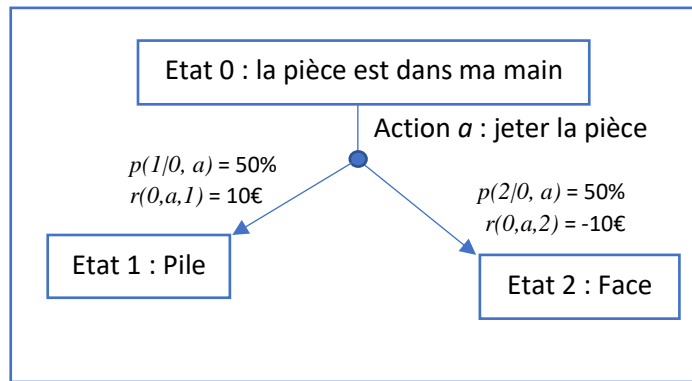 Etat 0 : la pièce est dans ma main
Action a : jeter la pièce
p(1/0, a) = 50%
r(0,a,1) = 10€
p(2/0, a) = 50%
r(0,a,2) = -10€
Etat 1 : Pile
Etat 2 : Face